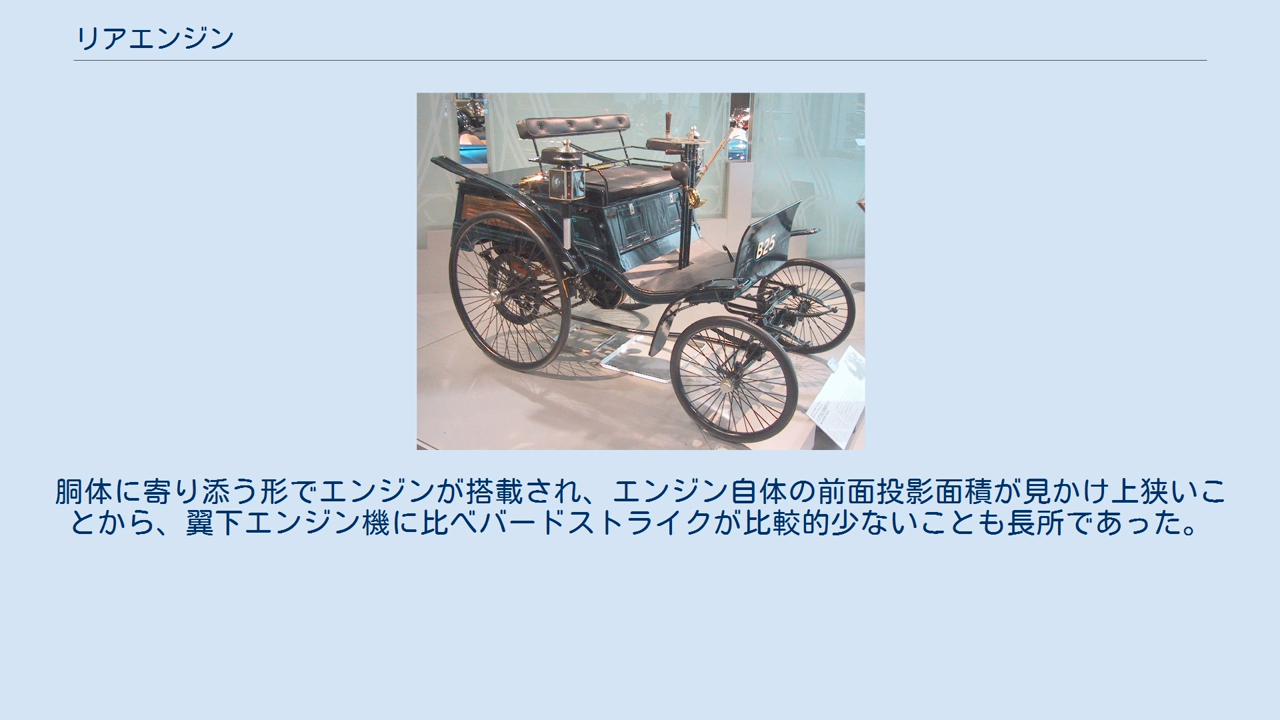 リアエンジン
B25
胴体に寄り添う形でエンジンが搭載され、エンジン自体の前面投影面積が見かけ上狭いこ
とから、翼下エンジン機に比べバードストライクが比較的少ないことも長所であった。